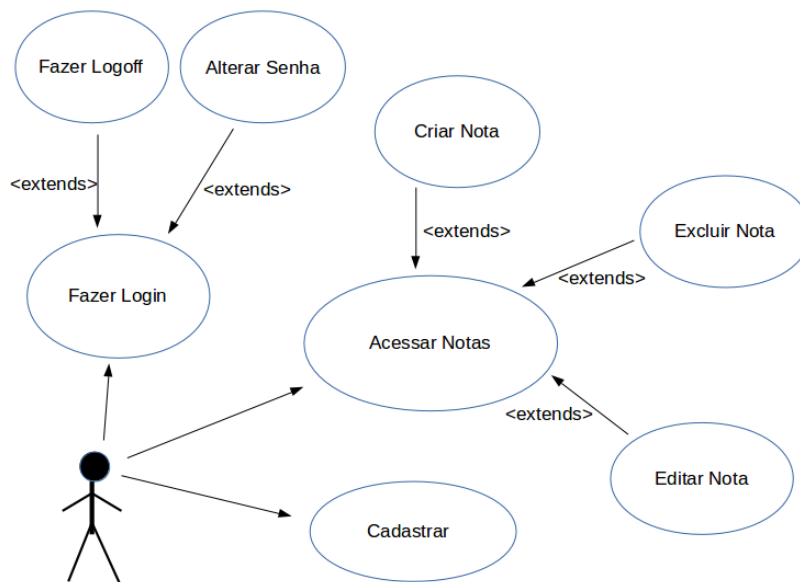 Fazer Logoff
Alterar Senha
Criar Nota
<extends>
<extends>
<extends>
Excluir Nota
<extends>
Fazer Login
Acessar Notas
<extends>
Editar Nota
Cadastrar